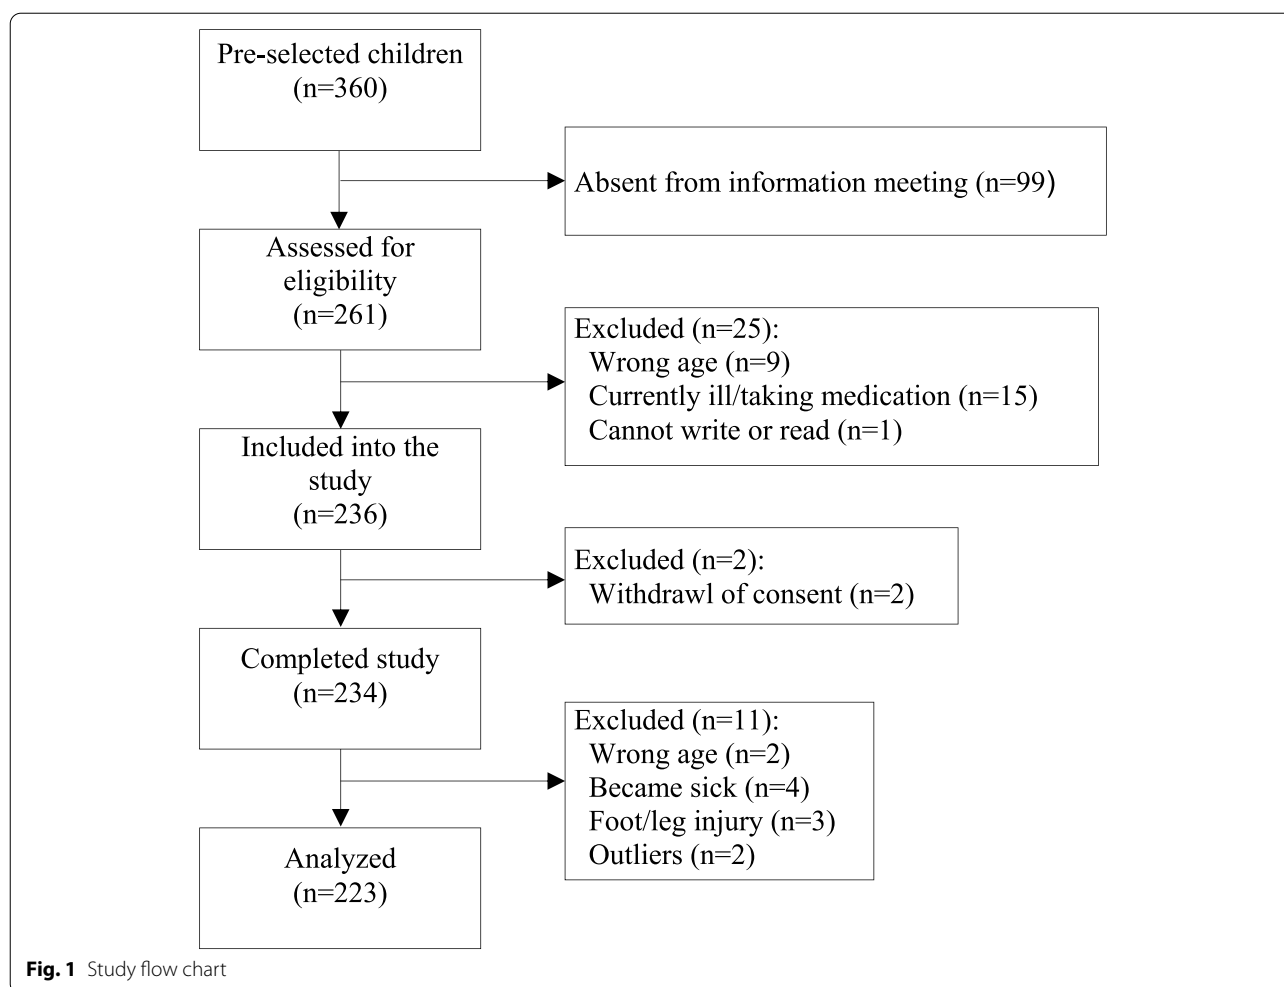 Pre-selected children
(n=360)
Absent from information meeting (n=99)
Assessed for
eligibility
(n=261)
Excluded (n=25):
Wrong age (n=9)
Currently ill/taking medication (n=15)
Cannot write or read (n=1)
Included into the
study
(n=236)
Excluded (n=2):
Withdrawl of consent (n=2)
Completed study
(n=234)
Excluded (n=11):
Wrong age (n=2)
Became sick (n=4)
Foot/leg injury (n=3)
Outliers (n=2)
Analyzed
(n=223)
Fig. 1 Study flow chart